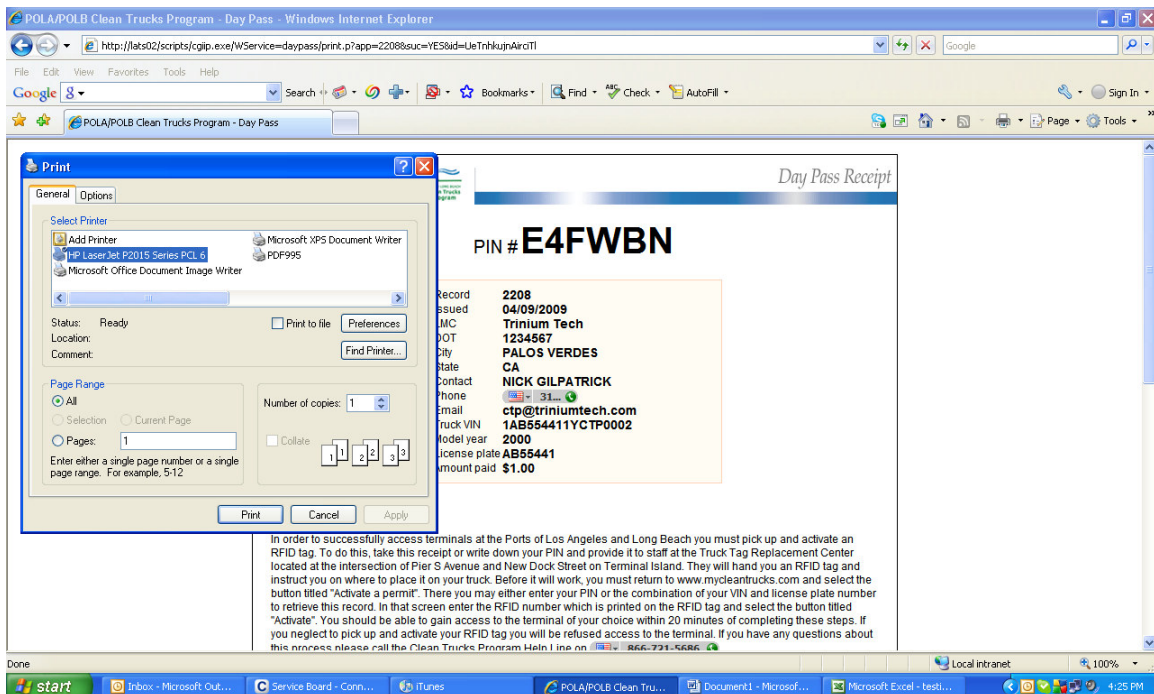 POLA/POLB Clean Trucks Program - Day Pass - Windows Internet Explorer
http://lats02/scripts/cgiip.exe/WService=daypass/print.p?app=2208&suc=YES&id=UeTnhkujnAirciTl
Google
File Edit View Favorites Tools Help
Google Search Bookmarks Find Check AutoFill Sign In
POLA/POLB Clean Trucks Program - Day Pass
Page Tools
Print
General Options
Select Printer
Add Printer
HP LaserJet P2015 Series PCL 6
Microsoft Office Document Image Writer
Microsoft XPS Document Writer
PDF995
Status: Ready
Location:
Comment:
Print to file Preferences
Find Printer...
Page Range
All
Selection Current Page
Pages: 1
Enter either a single page number or a single
page range. For example, 5-12
Number of copies: 1
Collate
1 1 2 2 3 3
Print Cancel Apply
Day Pass Receipt
PIN # E4FWBN
Record 2208
ssued 04/09/2009
LMC Trinium Tech
DOT 1234567
City PALOS VERDES
State CA
Contact NICK GILPATRICK
Phone 31...
Email ctp@triniumtech.com
Truck VIN 1AB554411YCTP0002
Model year 2000
License plate AB55441
Amount paid $1.00
In order to successfully access terminals at the Ports of Los Angeles and Long Beach you must pick up and activate an
RFID tag. To do this, take this receipt or write down your PIN and provide it to staff at the Truck Tag Replacement Center
located at the intersection of Pier S Avenue and New Dock Street on Terminal Island. They will hand you an RFID tag and
instruct you on where to place it on your truck. Before it will work, you must return to www.mycleantrucks.com and select the
button titled "Activate a permit". There you may either enter your PIN or the combination of your VIN and license plate number
to retrieve this record. In that screen enter the RFID number which is printed on the RFID tag and select the button titled
"Activate". You should be able to gain access to the terminal of your choice within 20 minutes of completing these steps. If
you neglect to pick up and activate your RFID tag you will be refused access to the terminal. If you have any questions about
this process please call the Clean Trucks Program Help Line on 866-721-5686
Done
Local intranet
100%
start
Inbox - Microsoft Out...
Service Board - Conn...
iTunes
POLA/POLB Clean Tru...
Document1 - Microsof...
Microsoft Excel - testi...
4:25 PM